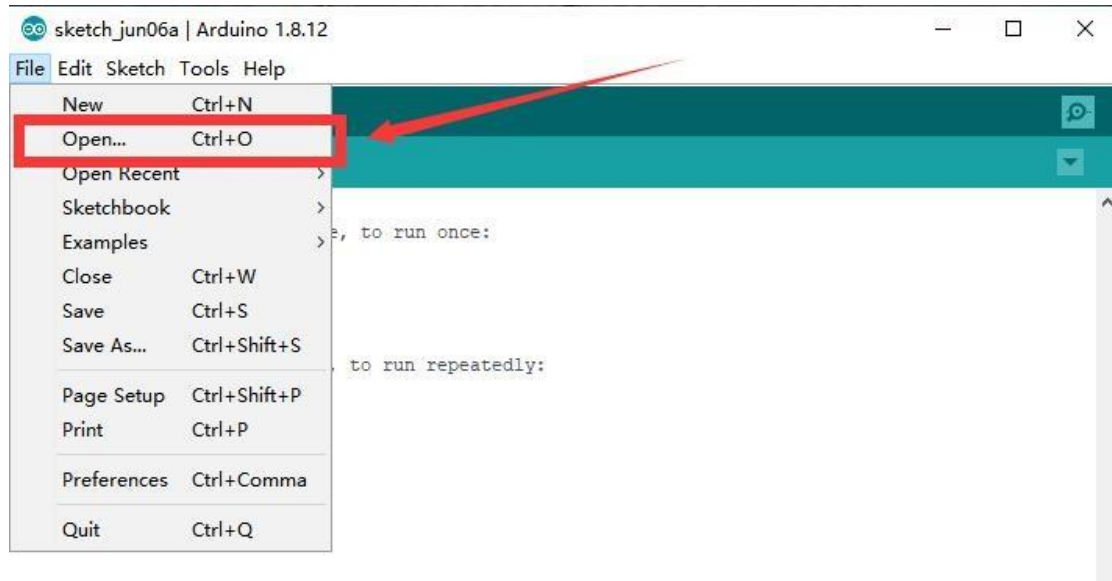 sketch_jun06a | Arduino 1.8.12
File Edit Sketch Tools Help
New Ctrl+N
Open... Ctrl+O
Open Recent
Sketchbook
, to run once:
Examples
Close Ctrl+W
Save Ctrl+S
Save As... Ctrl+Shift+S
, to run repeatedly:
Page Setup Ctrl+Shift+P
Print Ctrl+P
Preferences Ctrl+Comma
Quit Ctrl+Q